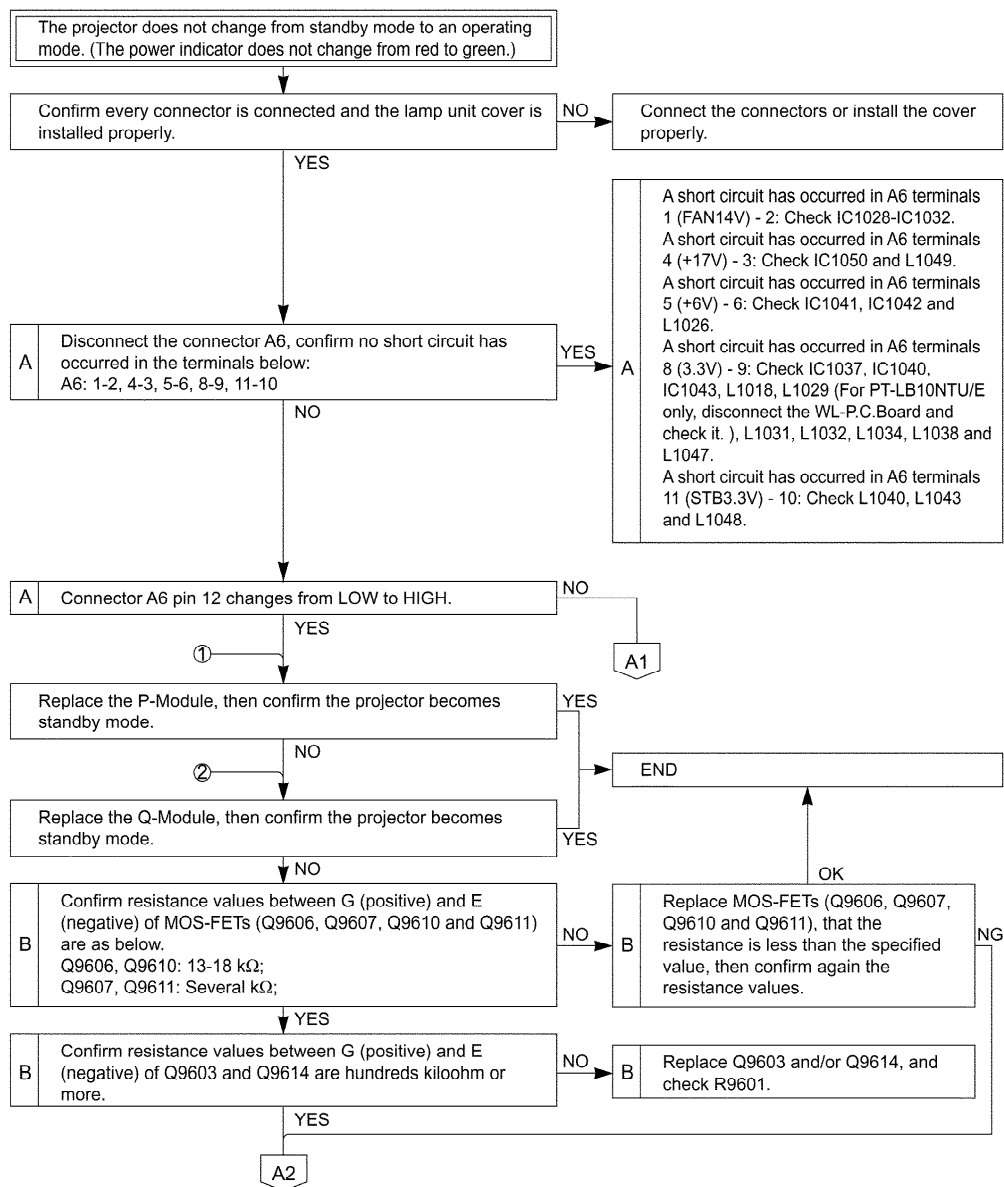 The projector does not change from standby mode to an operating
mode. (The power indicator does not change from red to green.)
Confirm every connector is connected and the lamp unit cover is
installed properly.
NO
Connect the connectors or install the cover
properly.
YES
A
Disconnect the connector A6, confirm no short circuit has
occurred in the terminals below:
A6: 1-2, 4-3, 5-6, 8-9, 11-10
YES
A
A short circuit has occurred in A6 terminals
1 (FAN14V) - 2: Check IC1028-IC1032.
A short circuit has occurred in A6 terminals
4 (+17V) - 3: Check IC1050 and L1049.
A short circuit has occurred in A6 terminals
5 (+6V) - 6: Check IC1041, IC1042 and
L1026.
A short circuit has occurred in A6 terminals
8 (3.3V) - 9: Check IC1037, IC1040,
IC1043, L1018, L1029 (For PT-LB10NTU/E
only, disconnect the WL-P.C.Board and
check it. ), L1031, L1032, L1034, L1038 and
L1047.
A short circuit has occurred in A6 terminals
11 (STB3.3V) - 10: Check L1040, L1043
and L1048.
NO
A
Connector A6 pin 12 changes from LOW to HIGH.
NO
A1
YES
①
Replace the P-Module, then confirm the projector becomes
standby mode.
YES
NO
②
END
Replace the Q-Module, then confirm the projector becomes
standby mode.
YES
NO
OK
B
Confirm resistance values between G (positive) and E
(negative) of MOS-FETs (Q9606, Q9607, Q9610 and Q9611)
are as below.
Q9606, Q9610: 13-18 kΩ;
Q9607, Q9611: Several kΩ;
NO
B
Replace MOS-FETs (Q9606, Q9607,
Q9610 and Q9611), that the
resistance is less than the specified
value, then confirm again the
resistance values.
NG
YES
B
Confirm resistance values between G (positive) and E
(negative) of Q9603 and Q9614 are hundreds kiloohm or
more.
NO
B
Replace Q9603 and/or Q9614, and
check R9601.
YES
A2